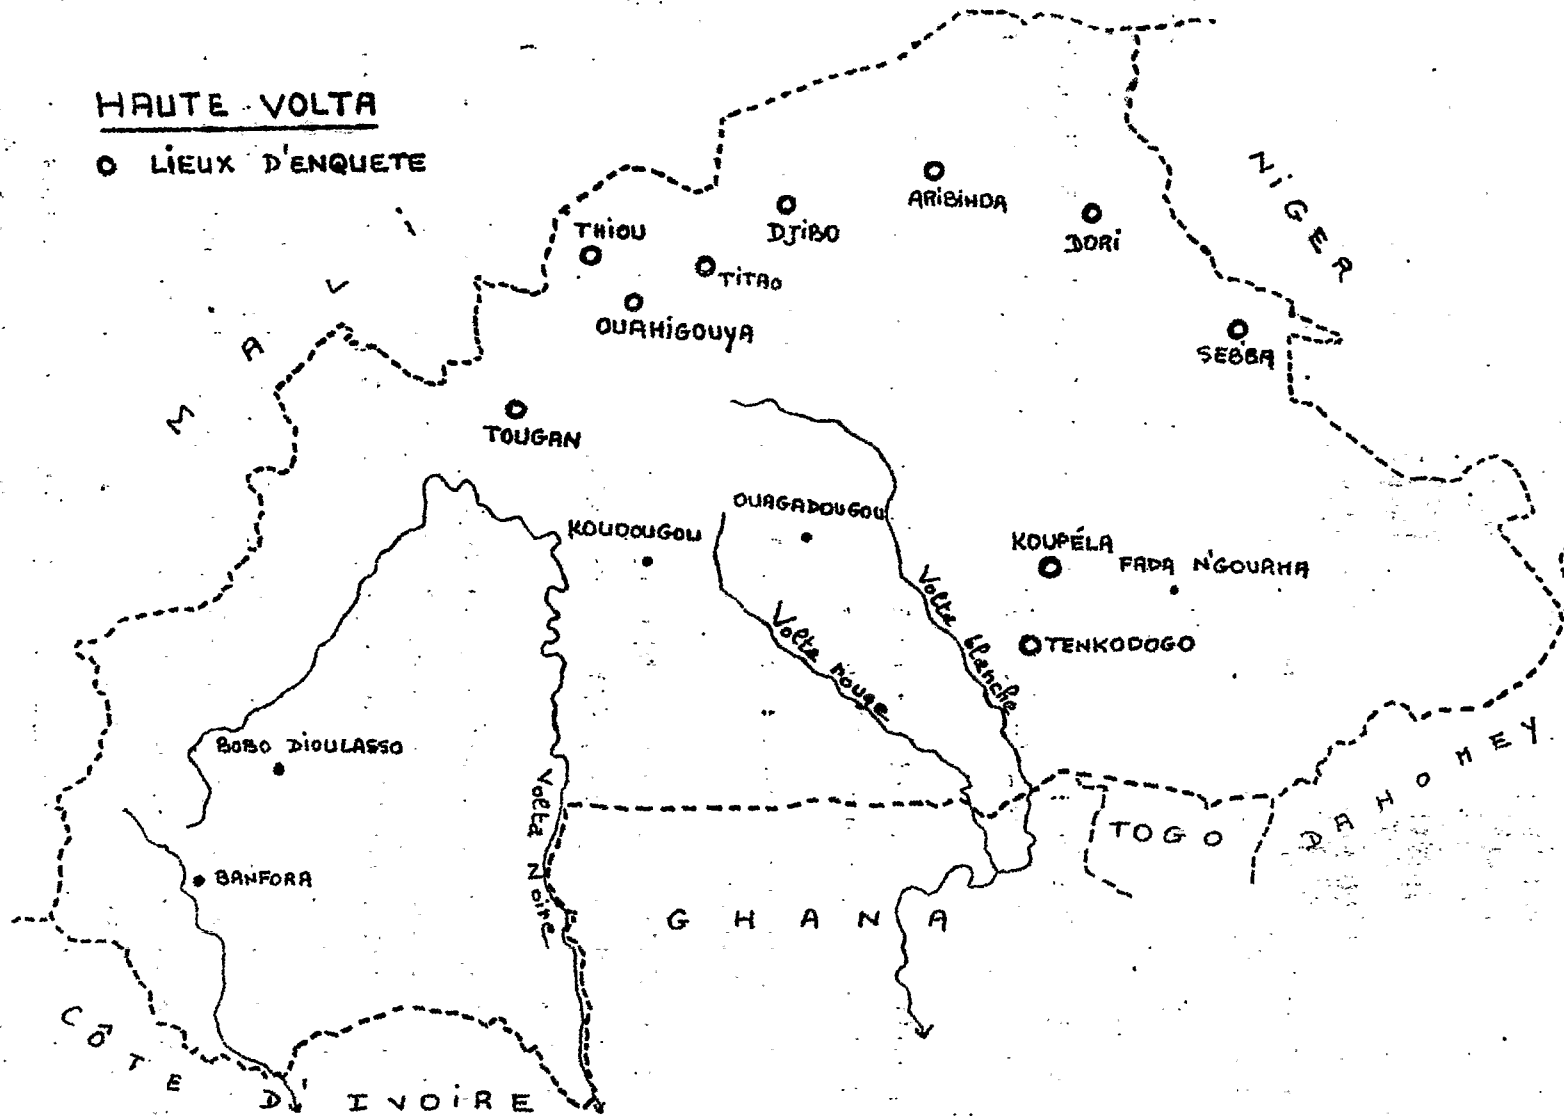 HAUTE VOLTA
O LIEUX D'ENQUETE
MALI
NIGER
ARIBINDA
THIOU
DJIBO
DORI
TITAO
OUAHIGOUYA
SEBBA
TOUGAN
OUAGADOUGOU
KOUDOUGOU
KOUPÉLA
FADA N'GOURMA
Volta blanche
Volta rouge
TENKODOGO
BOBO DIOULASSO
Volta Noire
DAHOMEY
TOGO
BANFORA
GHANA
CÔTE D'IVOIRE